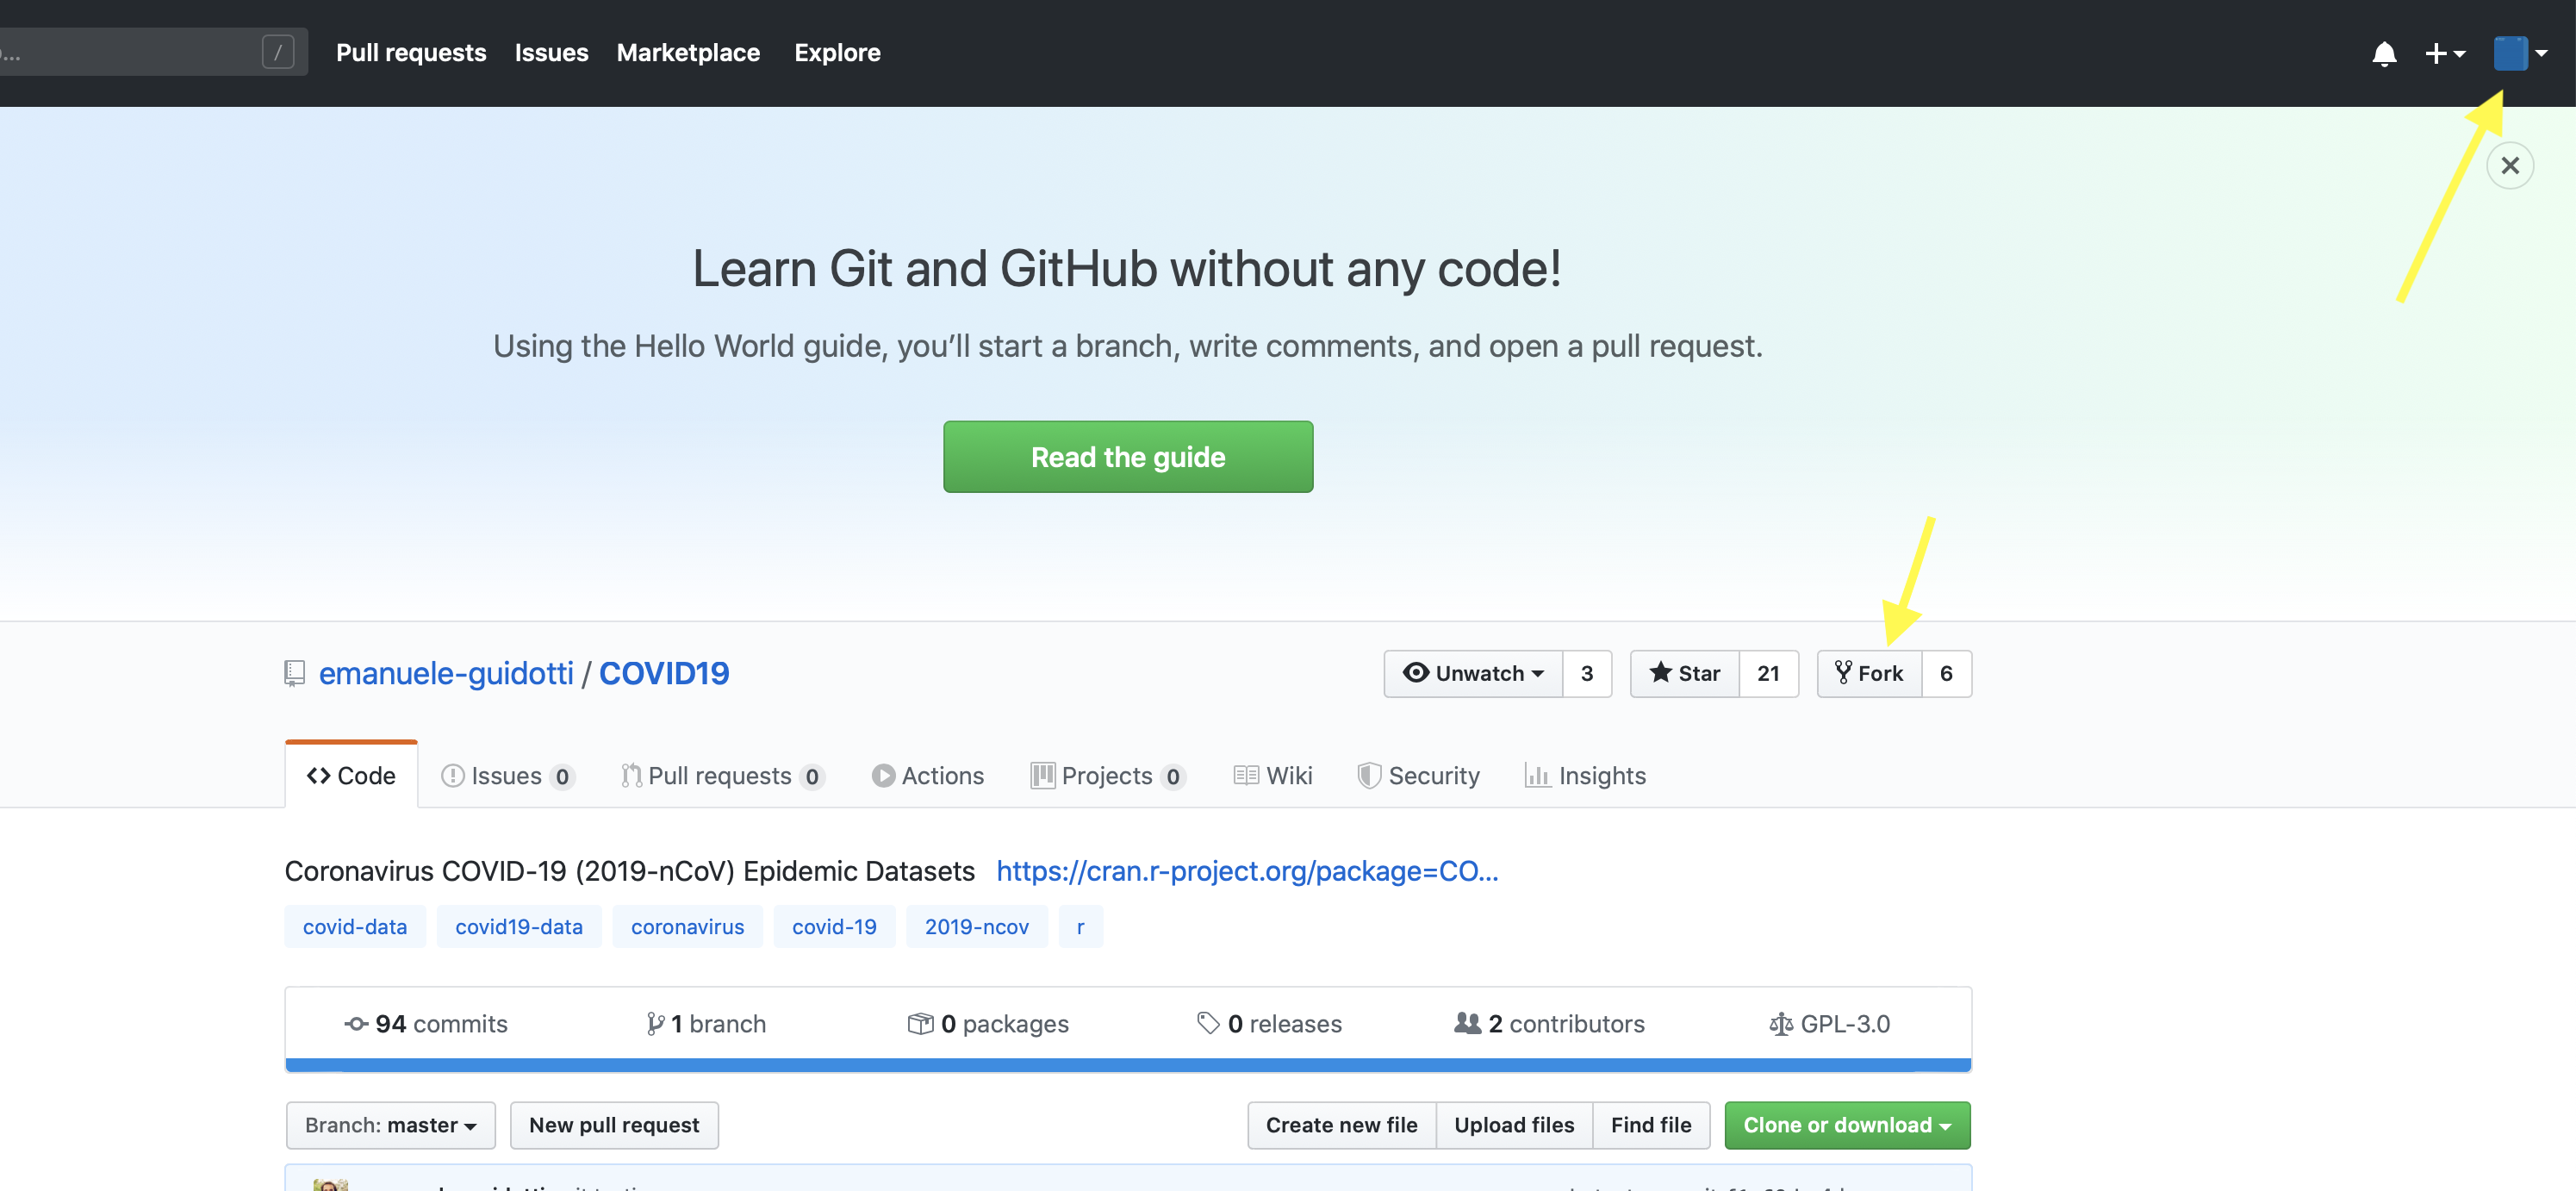 ...
/
Pull requests Issues Marketplace Explore
Learn Git and GitHub without any code!
Using the Hello World guide, you’ll start a branch, write comments, and open a pull request.
Read the guide
emanuele-guidotti / COVID19
Unwatch 3 Star 21 Fork 6
Code Issues 0 Pull requests 0 Actions Projects 0 Wiki Security Insights
Coronavirus COVID-19 (2019-nCoV) Epidemic Datasets https://cran.r-project.org/package=CO...
covid-data covid19-data coronavirus covid-19 2019-ncov r
94 commits 1 branch 0 packages 0 releases 2 contributors GPL-3.0
Branch: master New pull request Create new file Upload files Find file Clone or download